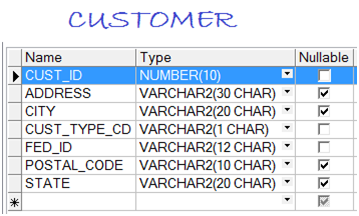 CUSTOMER
Name Type Nullable
CUST_ID NUMBER(10)
ADDRESS VARCHAR2(30 CHAR)
CITY VARCHAR2(20 CHAR)
CUST_TYPE_CD VARCHAR2(1 CHAR)
FED_ID VARCHAR2(12 CHAR)
POSTAL_CODE VARCHAR2(10 CHAR)
STATE VARCHAR2(20 CHAR)